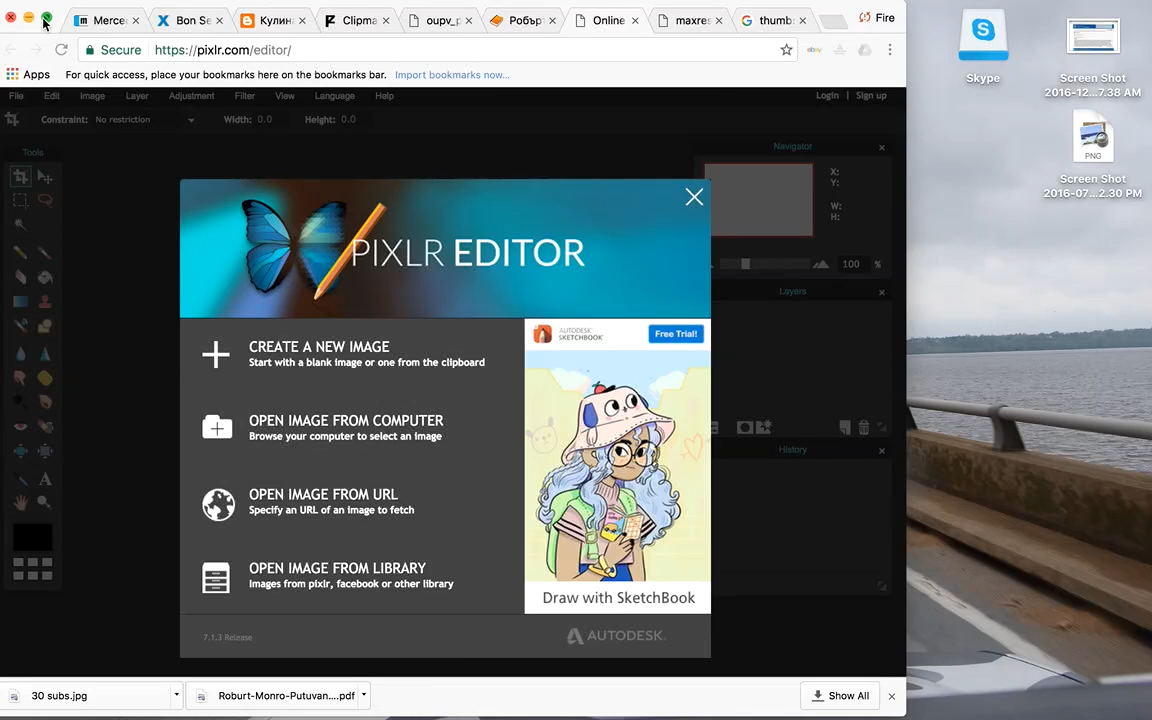 Merce
Bon Se
Кулина
Clipma
oupv_p
Робърт
Online
maxres
thumb
Fire
Secure https://pixlr.com/editor/
ebay
Apps For quick access, place your bookmarks here on the bookmarks bar. Import bookmarks now...
File Edit Image Layer Adjustment Filter View Language Help Login | Sign up
Constraint: No restriction Width: 0.0 Height: 0.0
Tools
Navigator
X:
Y:
W:
H:
100 %
Layers
History
PIXLR EDITOR
CREATE A NEW IMAGE
Start with a blank image or one from the clipboard
OPEN IMAGE FROM COMPUTER
Browse your computer to select an image
OPEN IMAGE FROM URL
Specify an URL of an image to fetch
OPEN IMAGE FROM LIBRARY
Images from pixlr, facebook or other library
AUTODESK
SKETCHBOOK
Free Trial!
Draw with SketchBook
7.1.3 Release
AUTODESK.
30 subs.jpg
Roburt-Monro-Putuvan....pdf
Show All
Skype
Screen Shot
2016-12...7.38 AM
PNG
Screen Shot
2016-07...2.30 PM